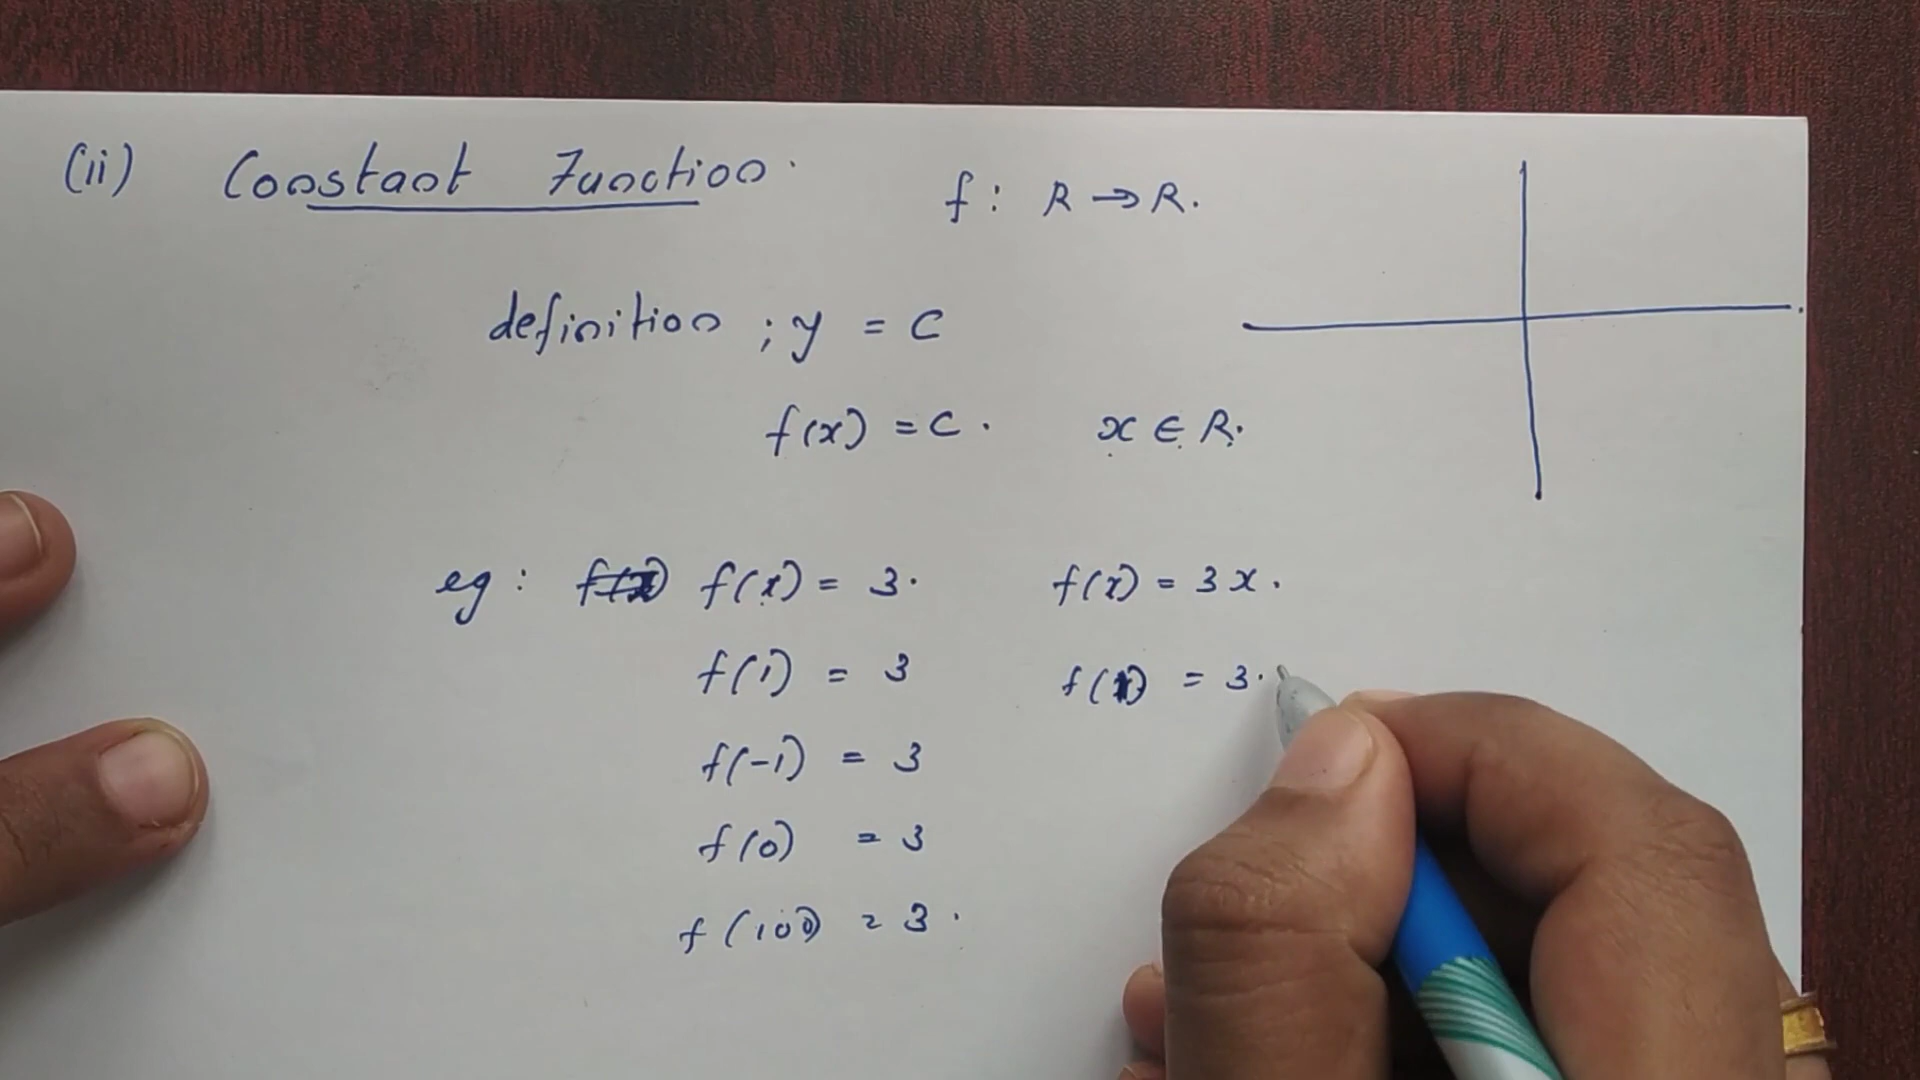 (ii) Constant Function. f: R → R.
definition ; y = C
f(x) = C. x ∈ R.
eg: f(x) f(x) = 3. f(x) = 3x.
f(1) = 3 f(1) = 3.
f(-1) = 3
f(0) = 3
f(100) = 3.